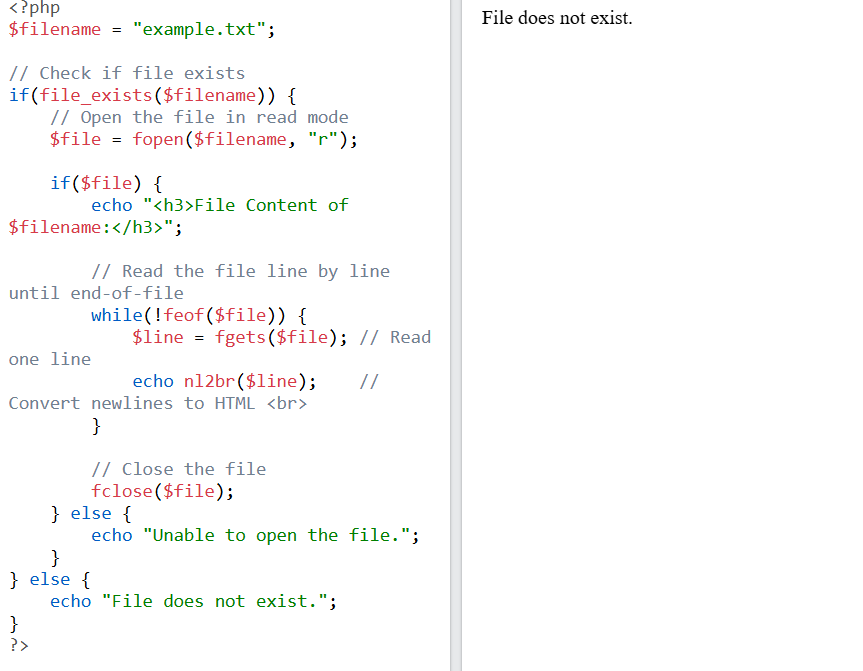 <?php
$filename = "example.txt";

// Check if file exists
if(file_exists($filename)) {
    // Open the file in read mode
    $file = fopen($filename, "r");

    if($file) {
        echo "<h3>File Content of
$filename:</h3>";

        // Read the file line by line
until end-of-file
        while(!feof($file)) {
            $line = fgets($file); // Read
one line
            echo nl2br($line);    //
Convert newlines to HTML <br>
        }

        // Close the file
        fclose($file);
    } else {
        echo "Unable to open the file.";
    }
} else {
    echo "File does not exist.";
}
?>
File does not exist.